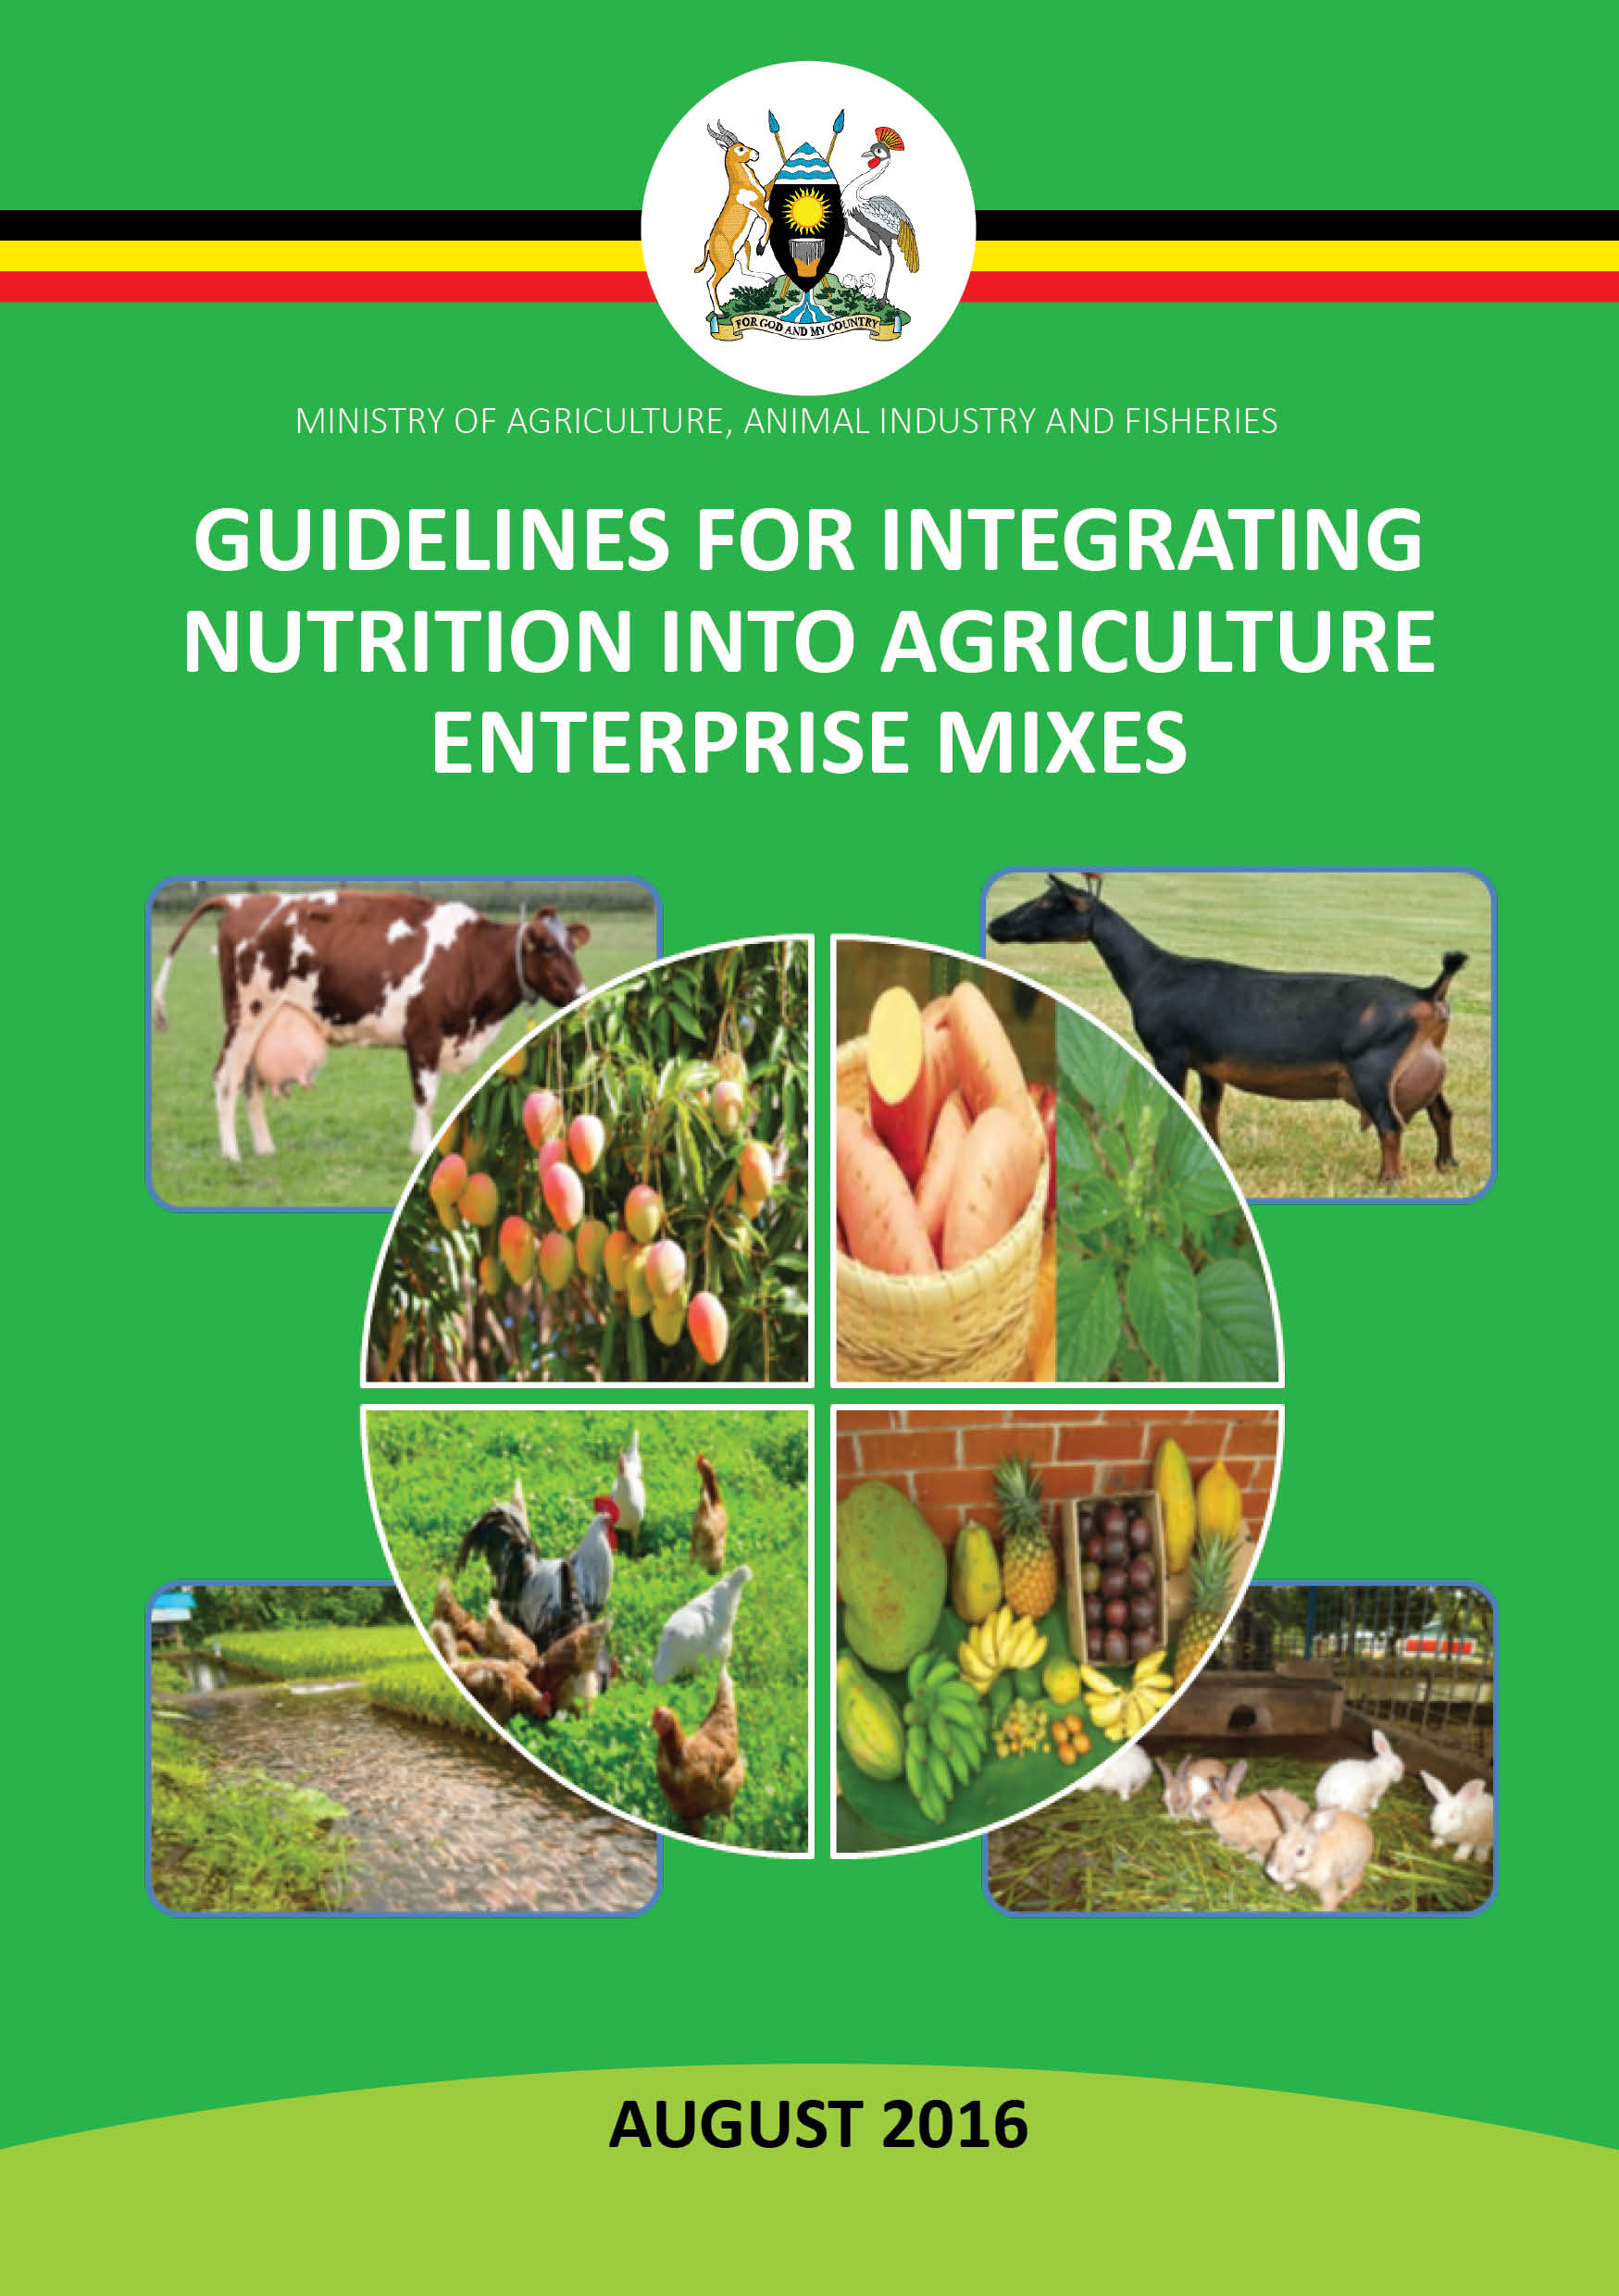 FOR GOD AND MY COUNTRY
MINISTRY OF AGRICULTURE, ANIMAL INDUSTRY AND FISHERIES
GUIDELINES FOR INTEGRATING
NUTRITION INTO AGRICULTURE
ENTERPRISE MIXES
AUGUST 2016